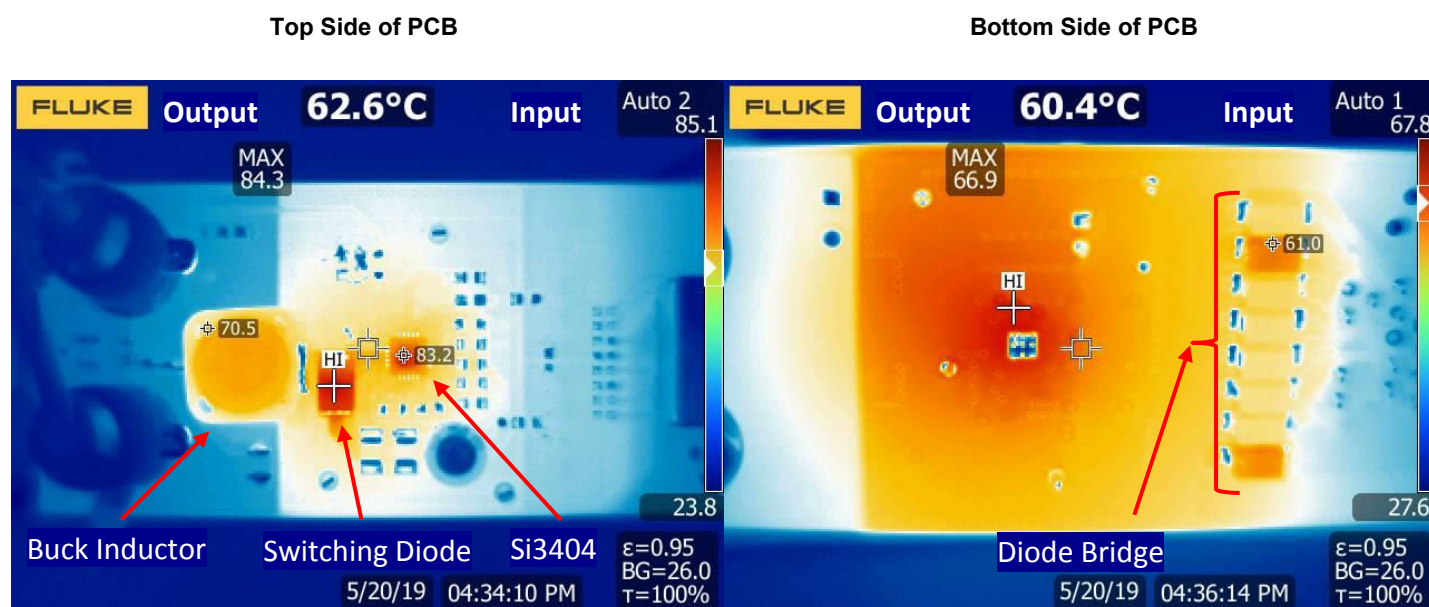 Top Side of PCB
Bottom Side of PCB
FLUKE
Output
62.6°C
Input
Auto 2
85.1
MAX
84.3
70.5
HI
83.2
23.8
Buck Inductor
Switching Diode
Si3404
ε=0.95
BG=26.0
τ=100%
5/20/19 04:34:10 PM
FLUKE
Output
60.4°C
Input
Auto 1
67.8
MAX
66.9
61.0
HI
27.6
Diode Bridge
ε=0.95
BG=26.0
τ=100%
5/20/19 04:36:14 PM